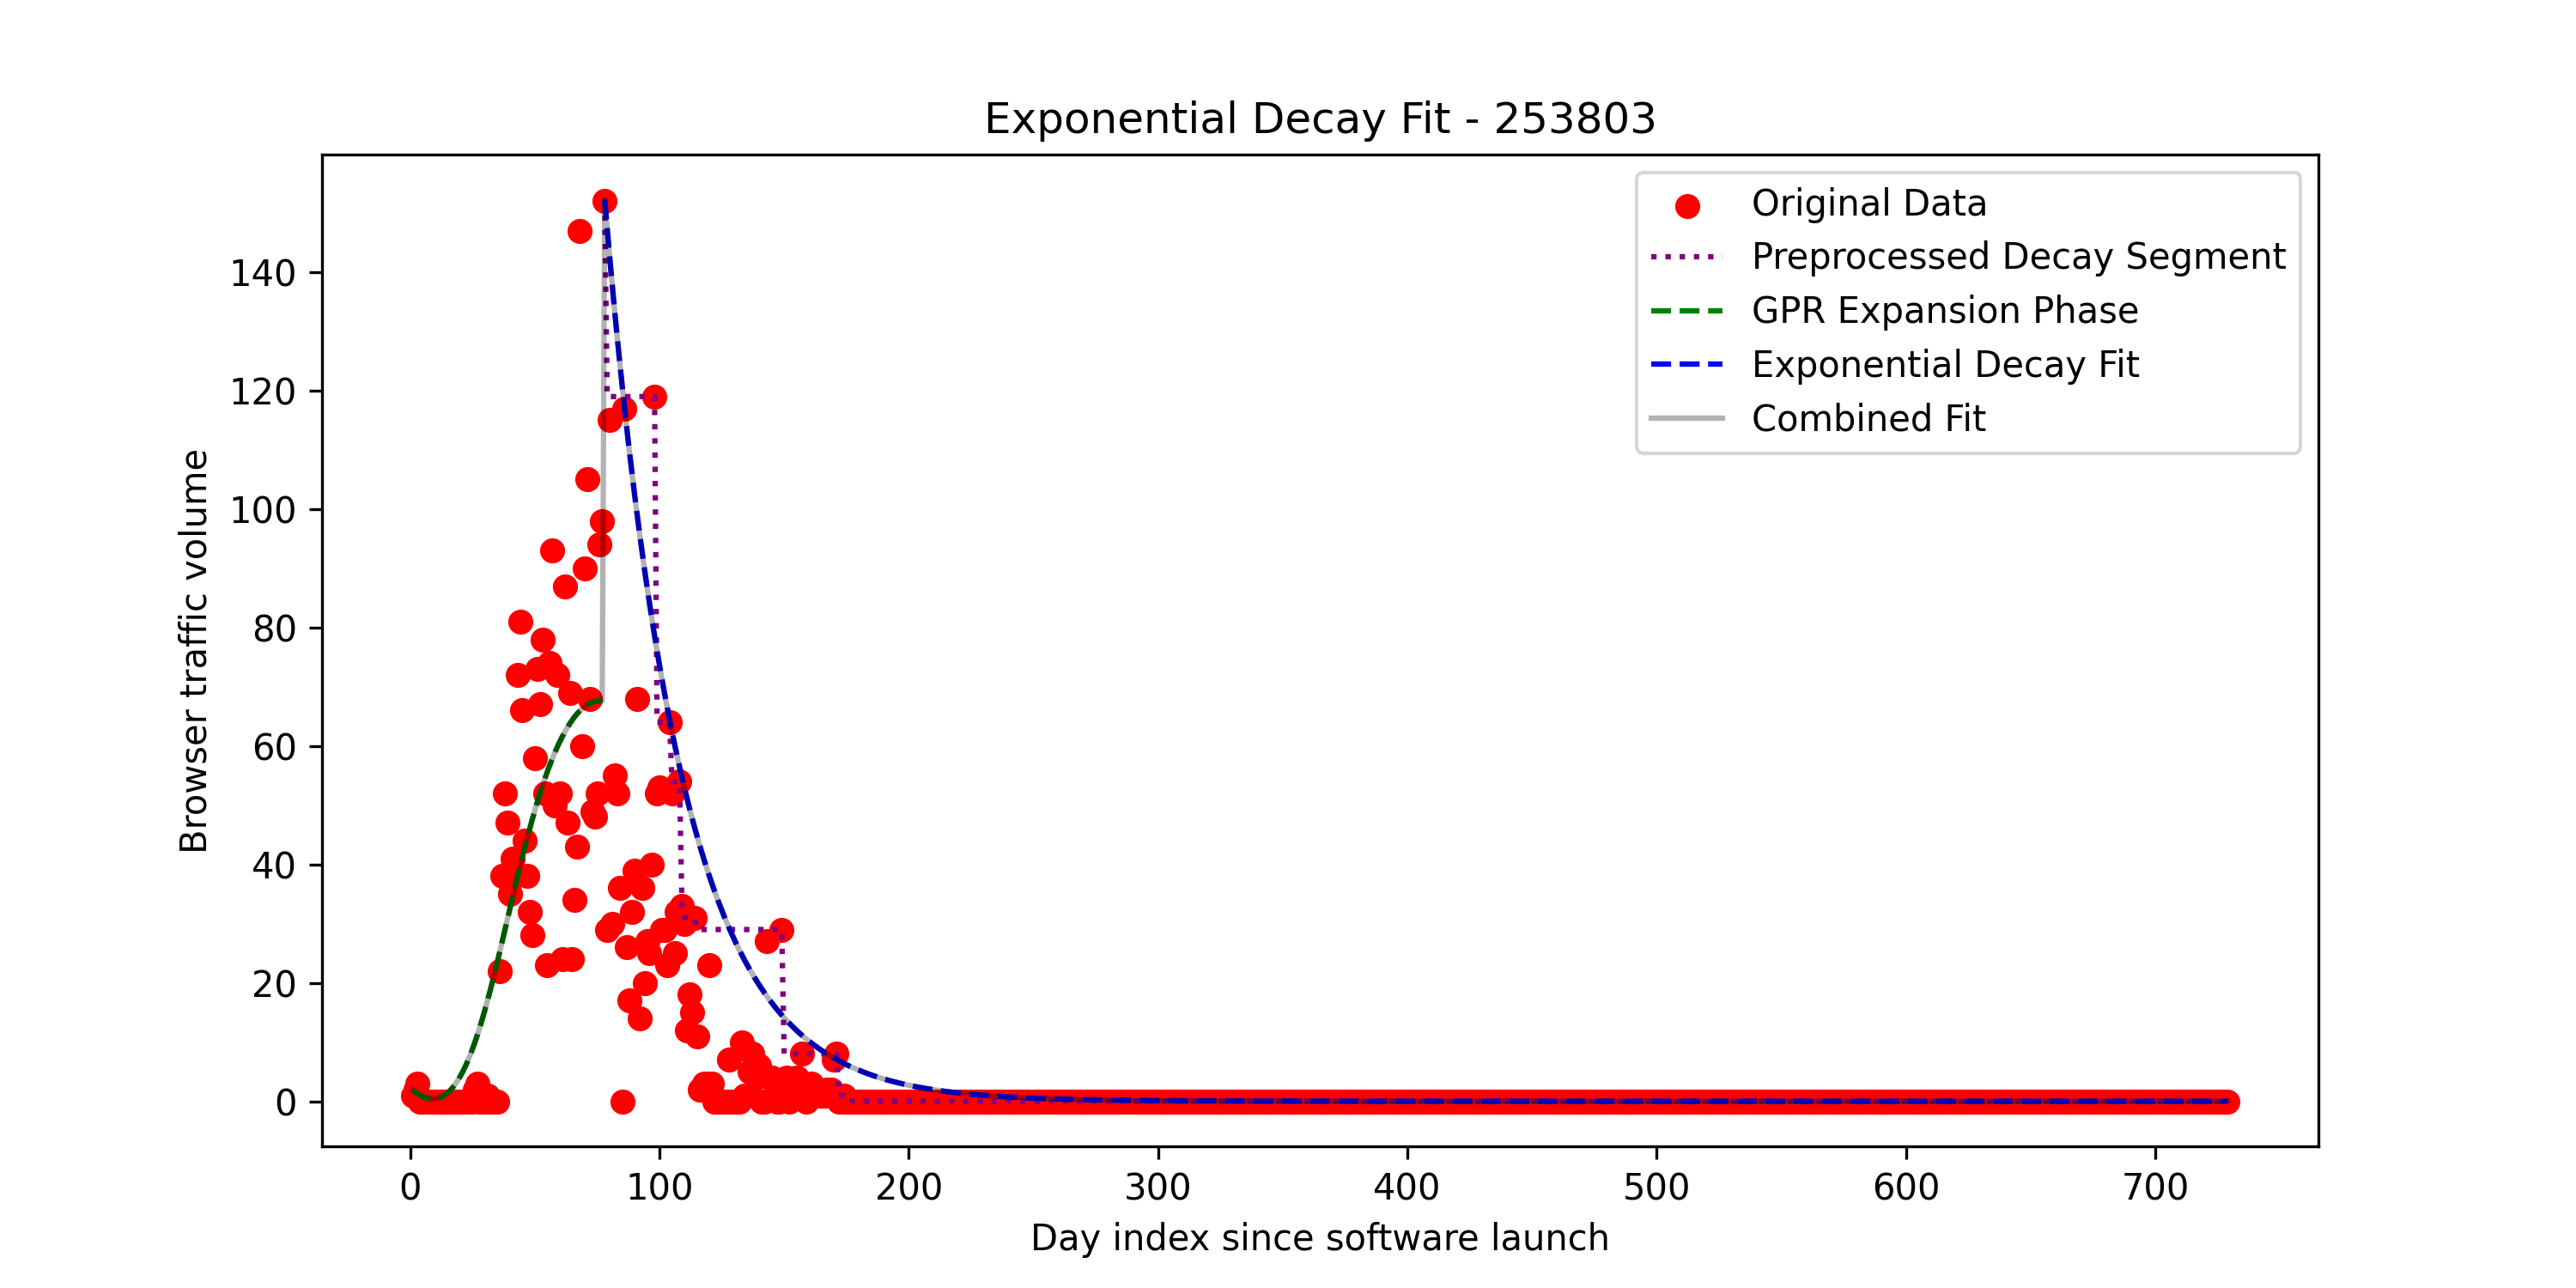 Exponential Decay Fit - 253803
Original Data
Preprocessed Decay Segment
GPR Expansion Phase
Exponential Decay Fit
Combined Fit
Browser traffic volume
140
120
100
80
60
40
20
0
0 100 200 300 400 500 600 700
Day index since software launch